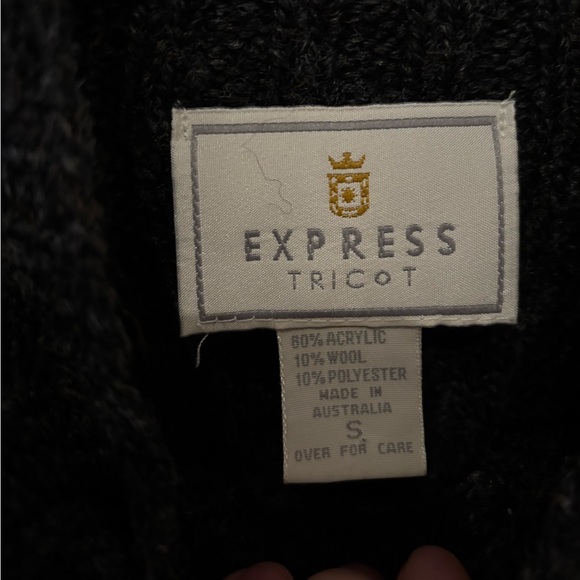 EXPRESS
TRICOT
80% ACRYLIC
10% WOOL
10% POLYESTER
MADE IN
AUSTRALIA
S
OVER FOR CARE